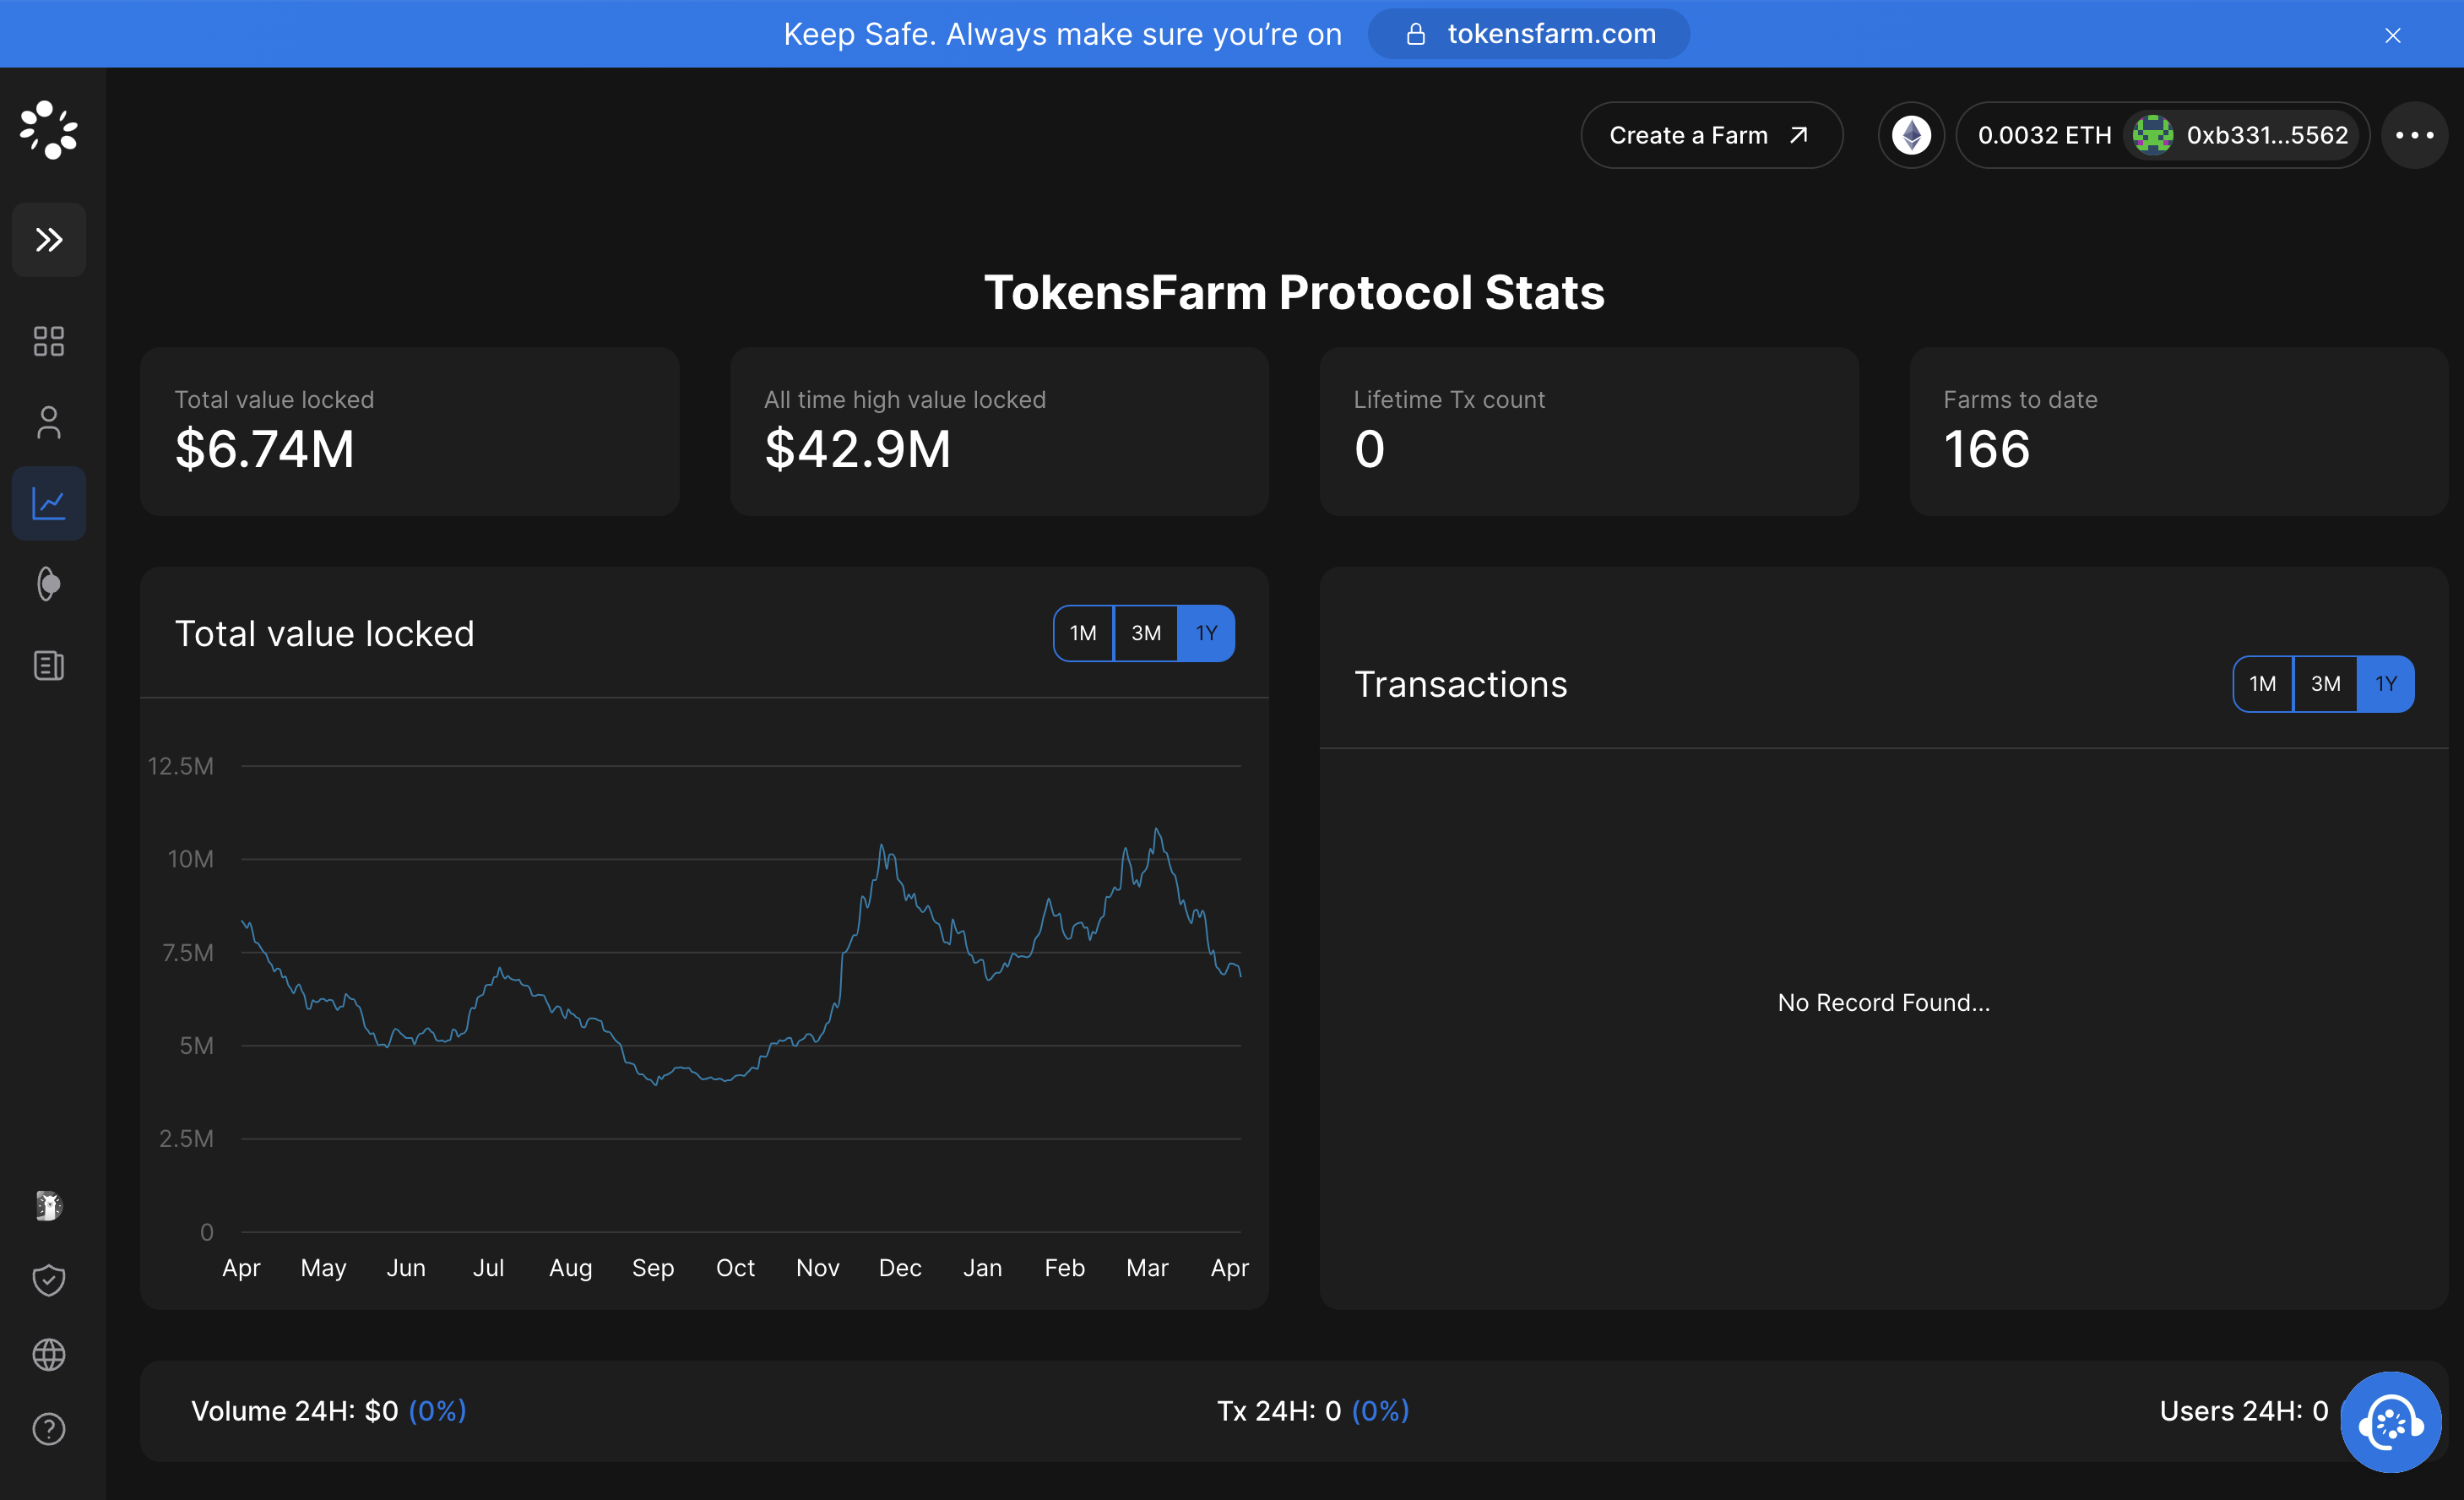 Keep Safe. Always make sure you’re on tokensfarm.com
Create a Farm
0.0032 ETH 0xb331...5562
TokensFarm Protocol Stats
Total value locked
$6.74M
All time high value locked
$42.9M
Lifetime Tx count
0
Farms to date
166
Total value locked
1M 3M 1Y
12.5M
10M
7.5M
5M
2.5M
0
Apr May Jun Jul Aug Sep Oct Nov Dec Jan Feb Mar Apr
Transactions
1M 3M 1Y
No Record Found...
Volume 24H: $0 (0%)
Tx 24H: 0 (0%)
Users 24H: 0